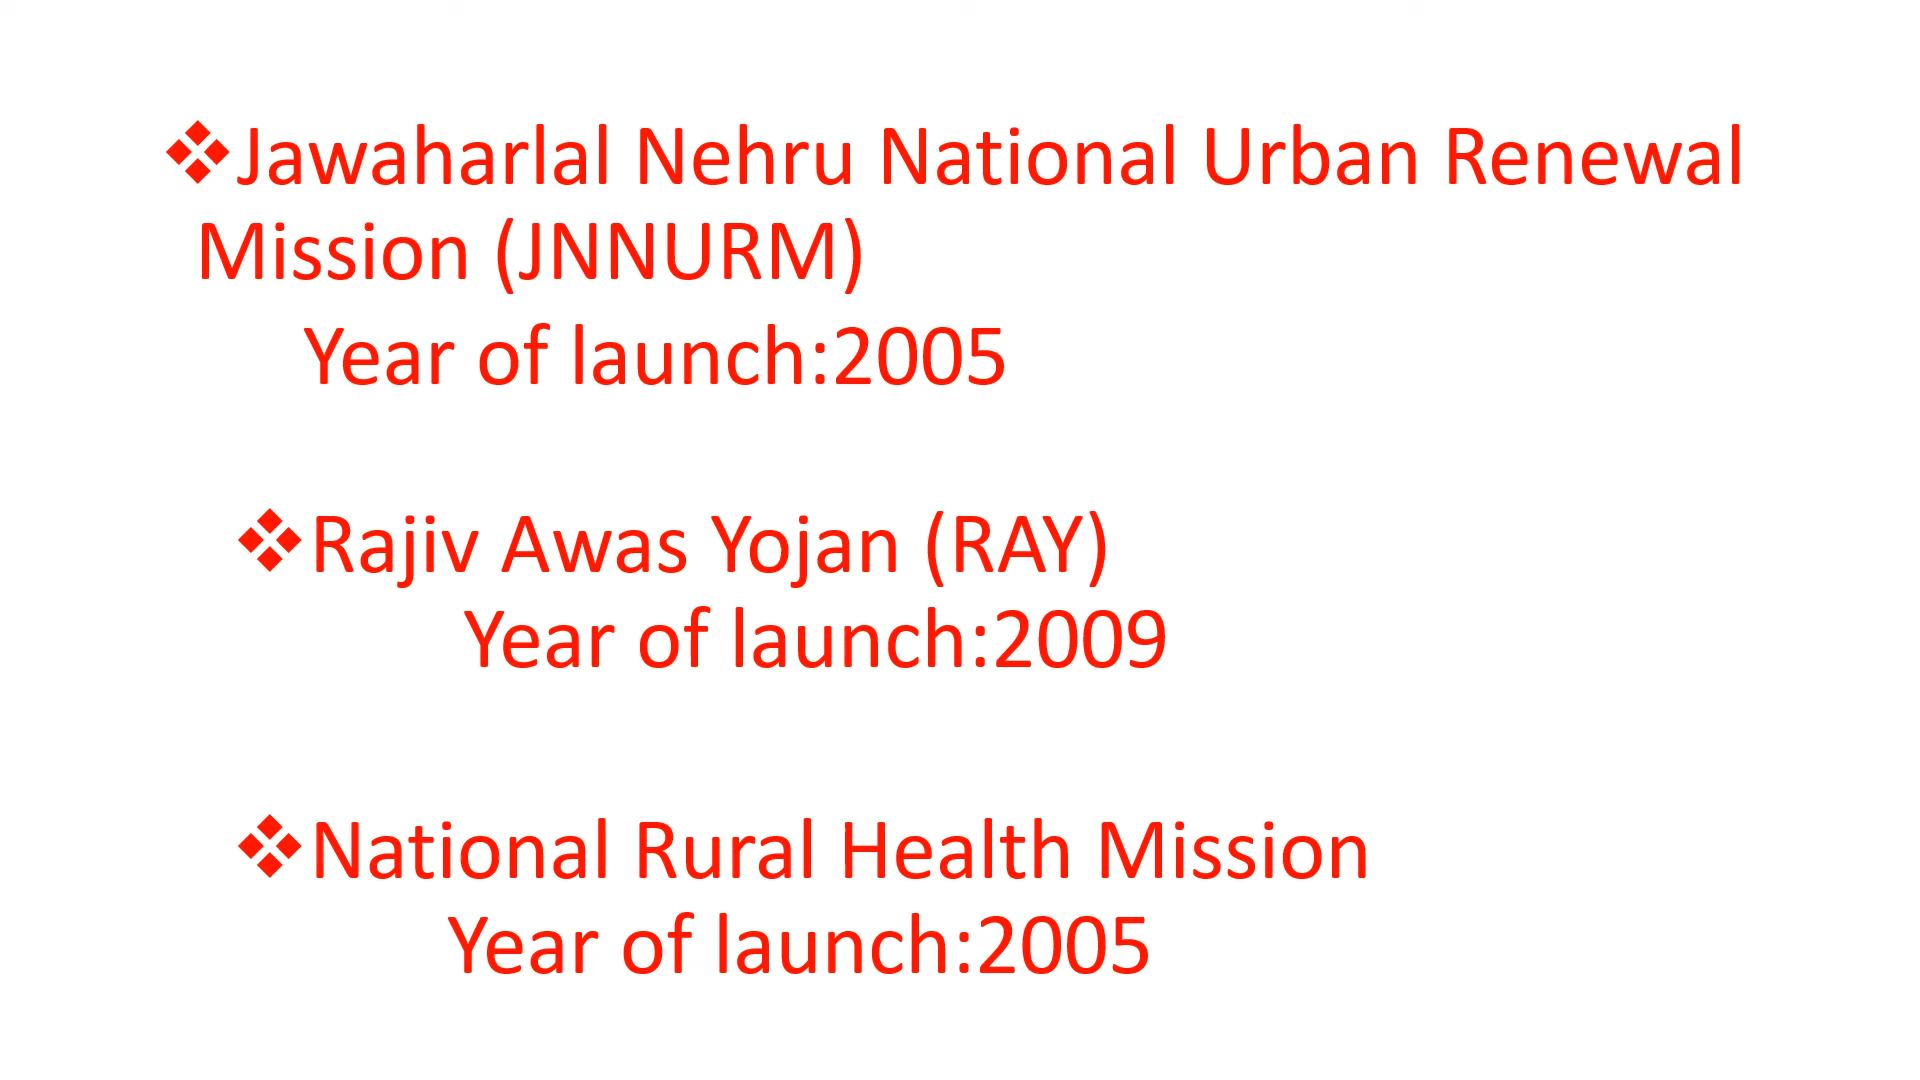 ❖Jawaharlal Nehru National Urban Renewal
Mission (JNNURM)
Year of launch:2005
❖Rajiv Awas Yojan (RAY)
Year of launch:2009
❖National Rural Health Mission
Year of launch:2005